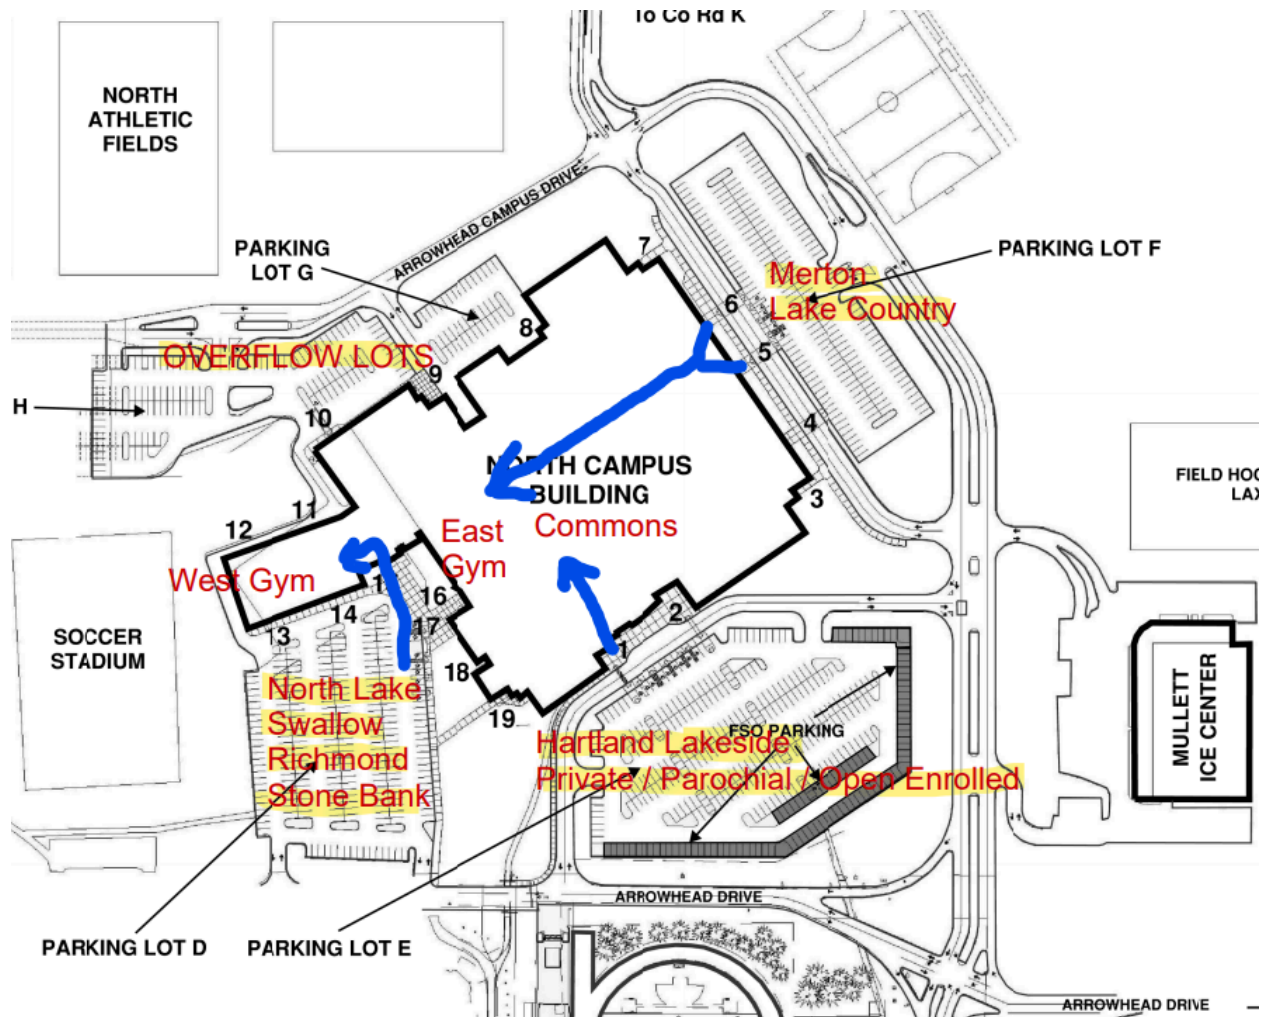 To Co Rd K
NORTH
ATHLETIC
FIELDS
ARROWHEAD CAMPUS DRIVE
PARKING
LOT G
7
PARKING LOT F
Merton
Lake Country
6
8
5
OVERFLOW LOTS
9
H
10
4
NORTH CAMPUS
BUILDING
FIELD HOC
LAX
3
11
12
East
Gym
Commons
West Gym
1
16
2
14
17
13
1
SOCCER
STADIUM
18
19
North Lake
Swallow
Richmond
Stone Bank
FSO PARKING
Hartland Lakeside
Private / Parochial / Open Enrolled
MULLETT
ICE CENTER
ARROWHEAD DRIVE
PARKING LOT D
PARKING LOT E
ARROWHEAD DRIVE